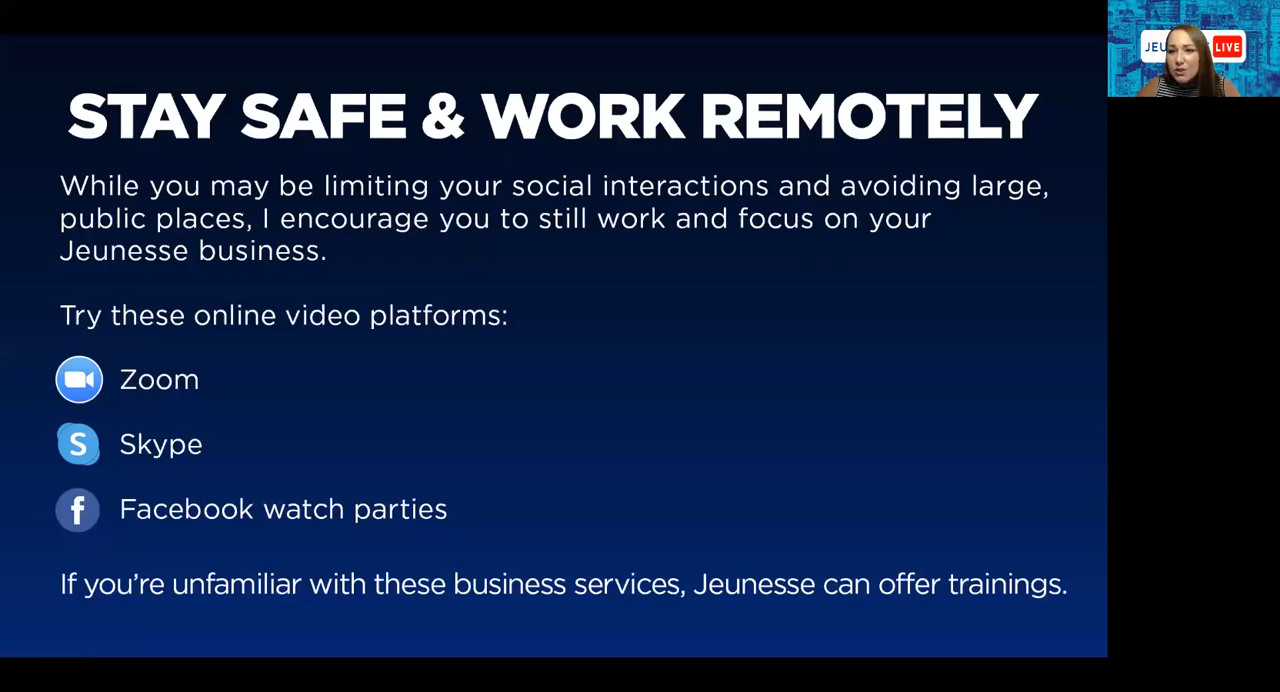 STAY SAFE & WORK REMOTELY
While you may be limiting your social interactions and avoiding large,
public places, I encourage you to still work and focus on your
Jeunesse business.
Try these online video platforms:
Zoom
S
Skype
f
Facebook watch parties
If you’re unfamiliar with these business services, Jeunesse can offer trainings.
JEU
LIVE